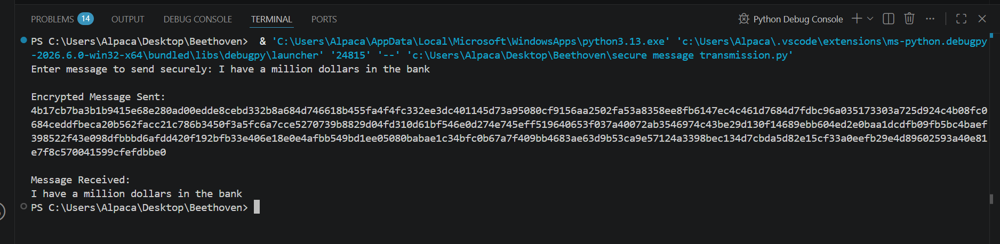 PROBLEMS 14 OUTPUT DEBUG CONSOLE TERMINAL PORTS Python Debug Console
PS C:\Users\Alpaca\Desktop\Beethoven>  & 'C:\Users\Alpaca\AppData\Local\Microsoft\WindowsApps\python3.13.exe' 'c:\Users\Alpaca\.vscode\extensions\ms-python.debugpy
-2026.6.0-win32-x64\bundled\libs\debugpy\launcher' '24815' '--' 'c:\Users\Alpaca\Desktop\Beethoven\secure message transmission.py'
Enter message to send securely: I have a million dollars in the bank
Encrypted Message Sent:
4b17cb7ba3b1b9415e68e280ad00edde8cebd332b8a684d746618b455fa4f4fc332ee3dc401145d73a95080cf9156aa2502fa53a8358ee8fb6147ec4c461d7684d7fdbc96a035173303a725d924c4b08fc0
684ceddfbeca20b562facc21c786b3450f3a5fc6a7cce5270739b8829d04fd310d61bf546e0d274e745eff519640653f037a40072ab3546974c43be29d130f14689ebb604ed2e0baa1dcdfb09fb5bc4baef
398522f43e098dfbbbd6afdd420f192bfb33e406e18e0e4afbb549bd1ee05080babae1c34bfc0b67a7f409bb4683ae63d9b53ca9e57124a3398bec134d7cbda5d82e15cf33a0eefb29e4d89602593a40e81
e7f8c570041599cfefdbbe0
Message Received:
I have a million dollars in the bank
PS C:\Users\Alpaca\Desktop\Beethoven>